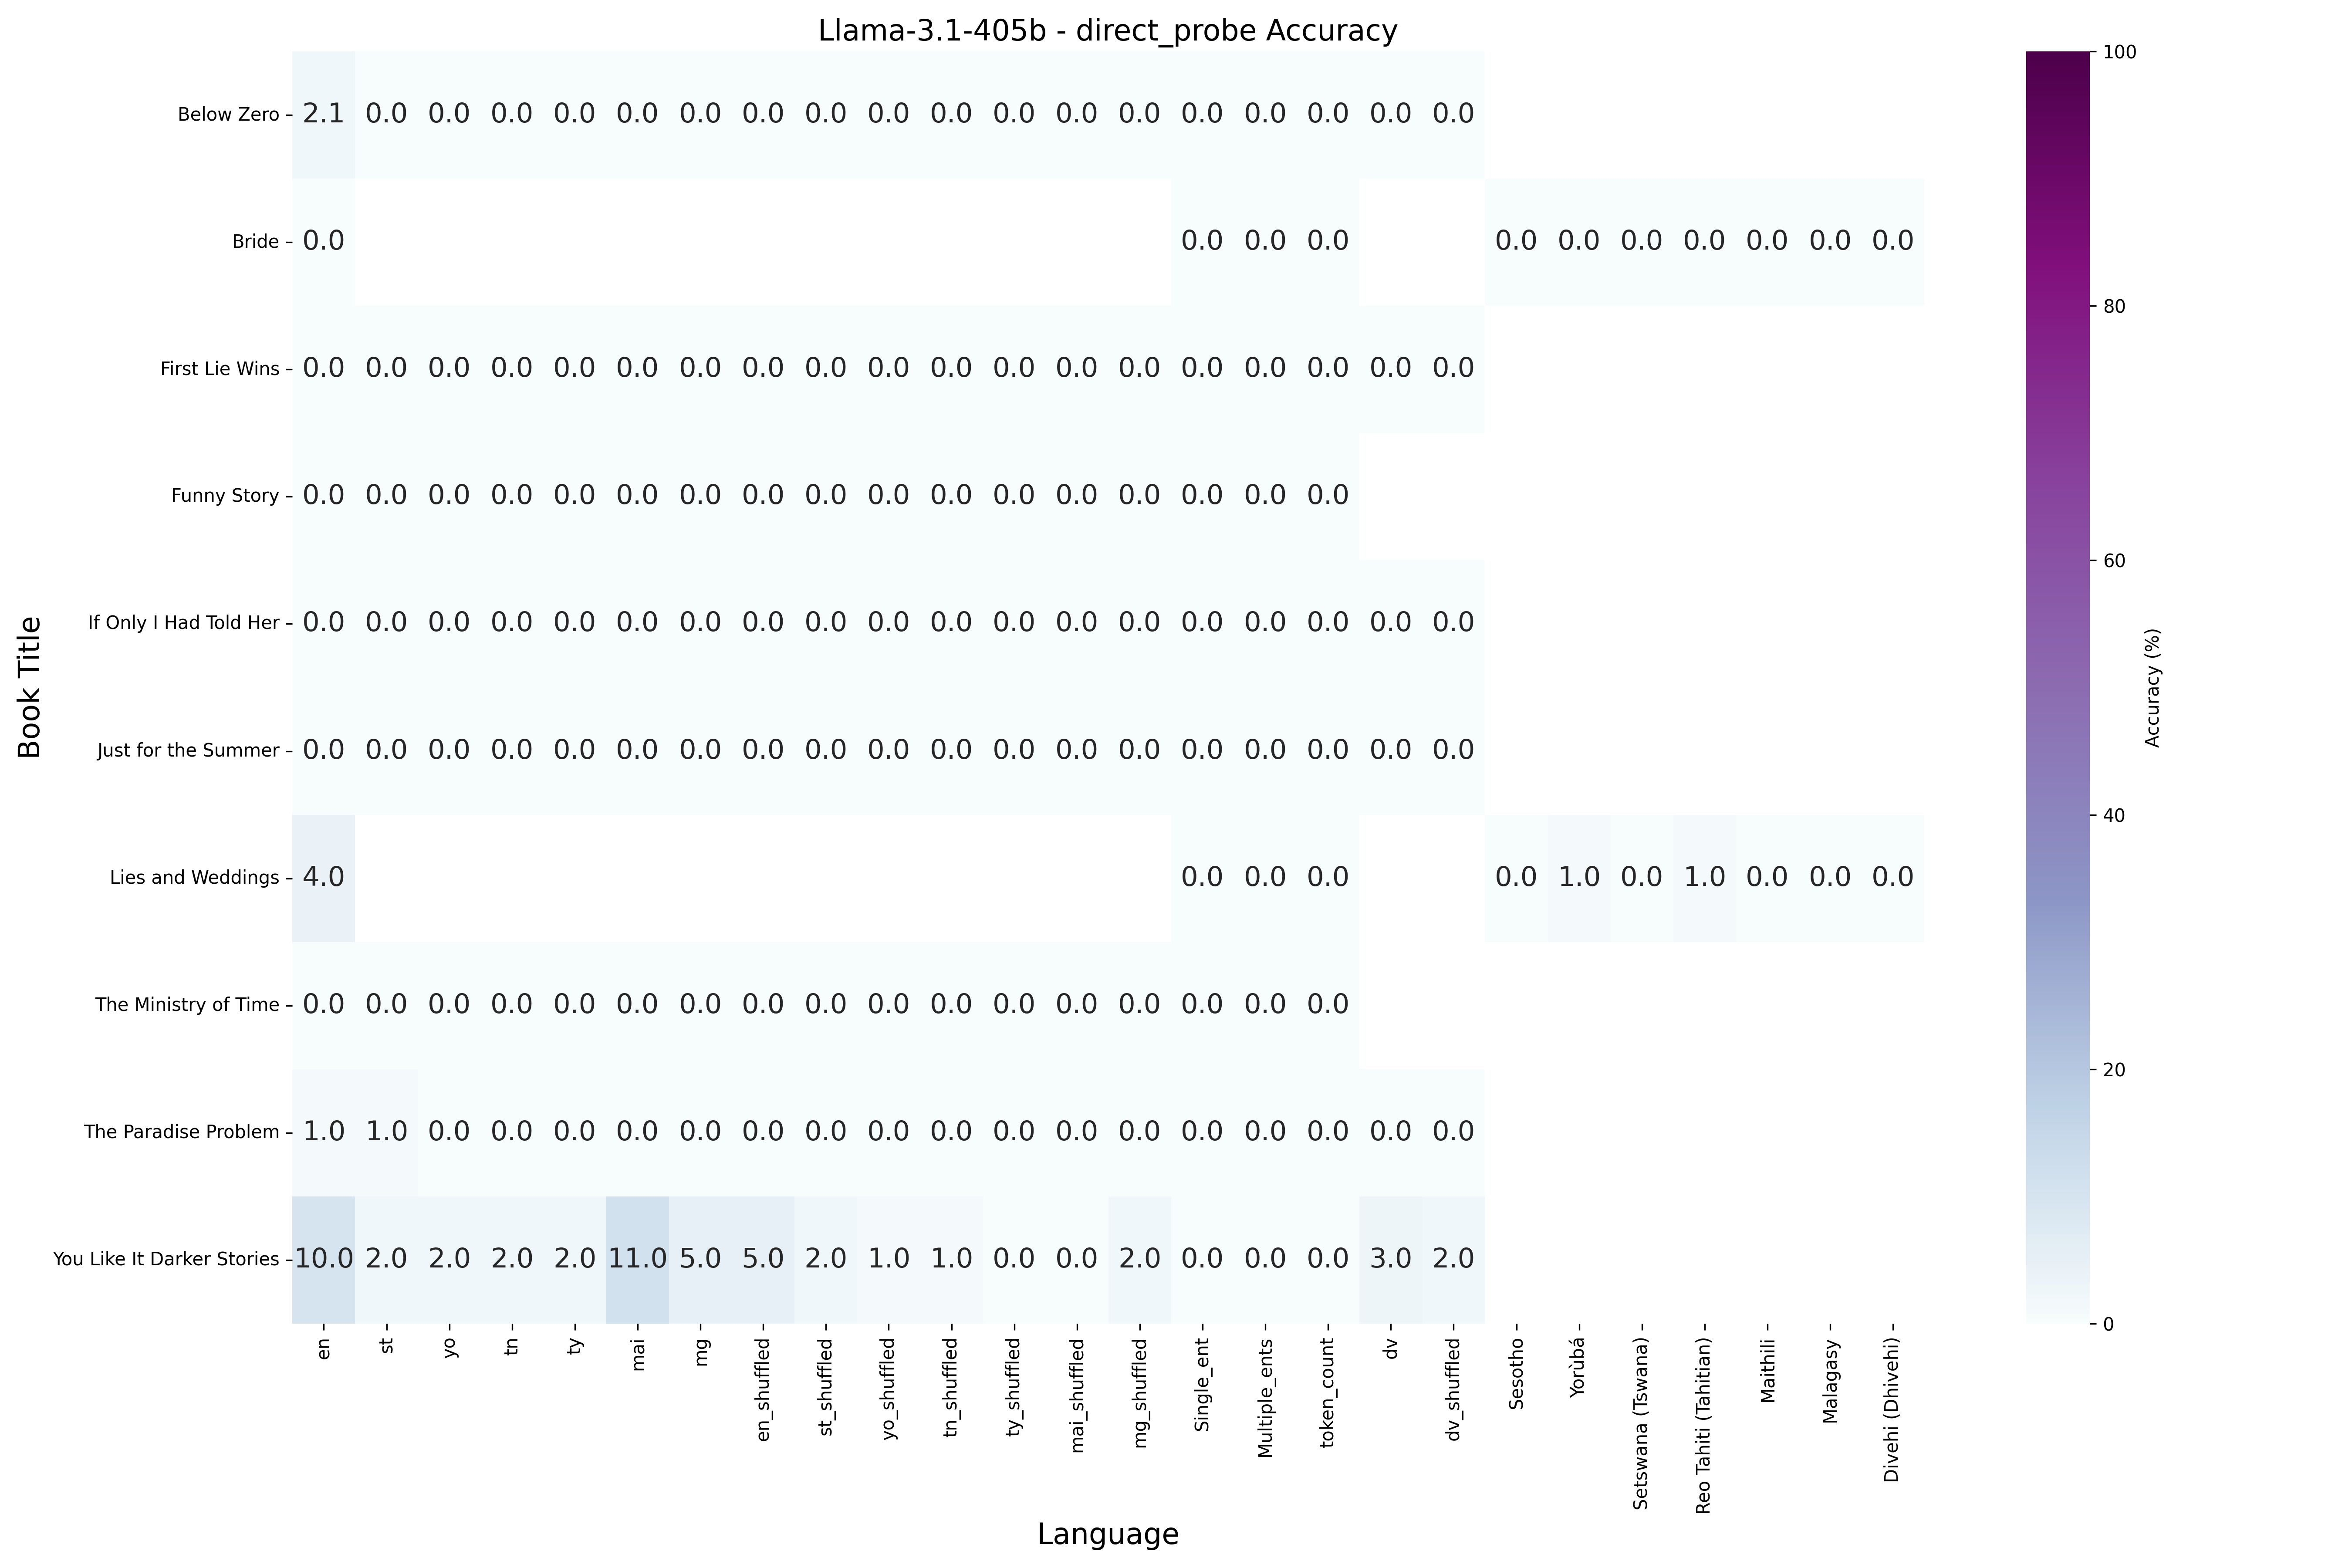 Llama-3.1-405b - direct_probe Accuracy
Book Title
Below Zero 2.1 0.0 0.0 0.0 0.0 0.0 0.0 0.0 0.0 0.0 0.0 0.0 0.0 0.0 0.0 0.0 0.0 0.0 0.0
Bride 0.0 0.0 0.0 0.0 0.0 0.0 0.0 0.0 0.0 0.0 0.0
First Lie Wins 0.0 0.0 0.0 0.0 0.0 0.0 0.0 0.0 0.0 0.0 0.0 0.0 0.0 0.0 0.0 0.0 0.0 0.0 0.0
Funny Story 0.0 0.0 0.0 0.0 0.0 0.0 0.0 0.0 0.0 0.0 0.0 0.0 0.0 0.0 0.0 0.0 0.0
If Only I Had Told Her 0.0 0.0 0.0 0.0 0.0 0.0 0.0 0.0 0.0 0.0 0.0 0.0 0.0 0.0 0.0 0.0 0.0 0.0 0.0
Just for the Summer 0.0 0.0 0.0 0.0 0.0 0.0 0.0 0.0 0.0 0.0 0.0 0.0 0.0 0.0 0.0 0.0 0.0 0.0 0.0
Lies and Weddings 4.0 0.0 0.0 0.0 0.0 1.0 0.0 1.0 0.0 0.0 0.0
The Ministry of Time 0.0 0.0 0.0 0.0 0.0 0.0 0.0 0.0 0.0 0.0 0.0 0.0 0.0 0.0 0.0 0.0 0.0
The Paradise Problem 1.0 1.0 0.0 0.0 0.0 0.0 0.0 0.0 0.0 0.0 0.0 0.0 0.0 0.0 0.0 0.0 0.0 0.0 0.0
You Like It Darker Stories 10.0 2.0 2.0 2.0 2.0 11.0 5.0 5.0 2.0 1.0 1.0 0.0 0.0 2.0 0.0 0.0 0.0 3.0 2.0
en
st
yo
tn
ty
mai
mg
en_shuffled
st_shuffled
yo_shuffled
tn_shuffled
ty_shuffled
mai_shuffled
mg_shuffled
Single_ent
Multiple_ents
token_count
dv
dv_shuffled
Sesotho
Yorùbá
Setswana (Tswana)
Reo Tahiti (Tahitian)
Maithili
Malagasy
Divehi (Dhivehi)
Language
100
80
60
40
20
0
Accuracy (%)